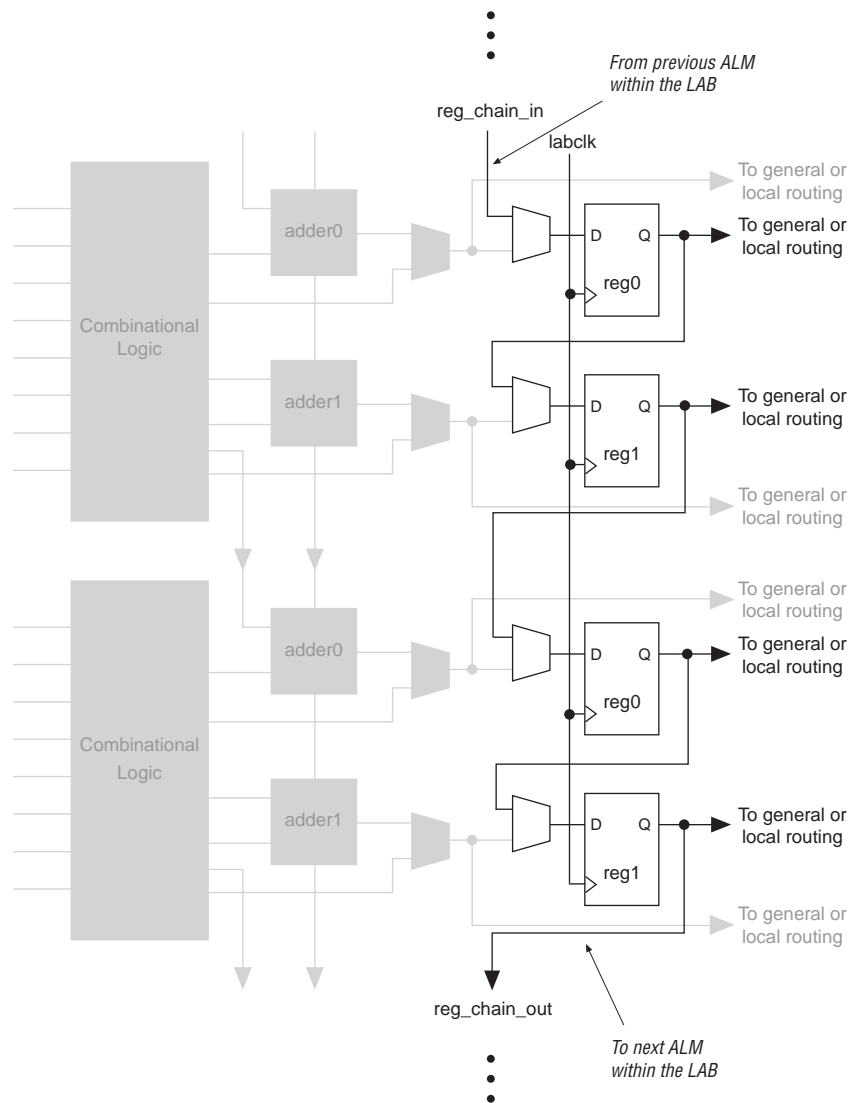 From previous ALM
within the LAB
reg_chain_in
labclk
To general or
local routing
adder0
D Q
To general or
local routing
reg0
Combinational
Logic
adder1
D Q
To general or
local routing
reg1
To general or
local routing
To general or
local routing
adder0
D Q
To general or
local routing
reg0
Combinational
Logic
adder1
D Q
To general or
local routing
reg1
To general or
local routing
reg_chain_out
To next ALM
within the LAB